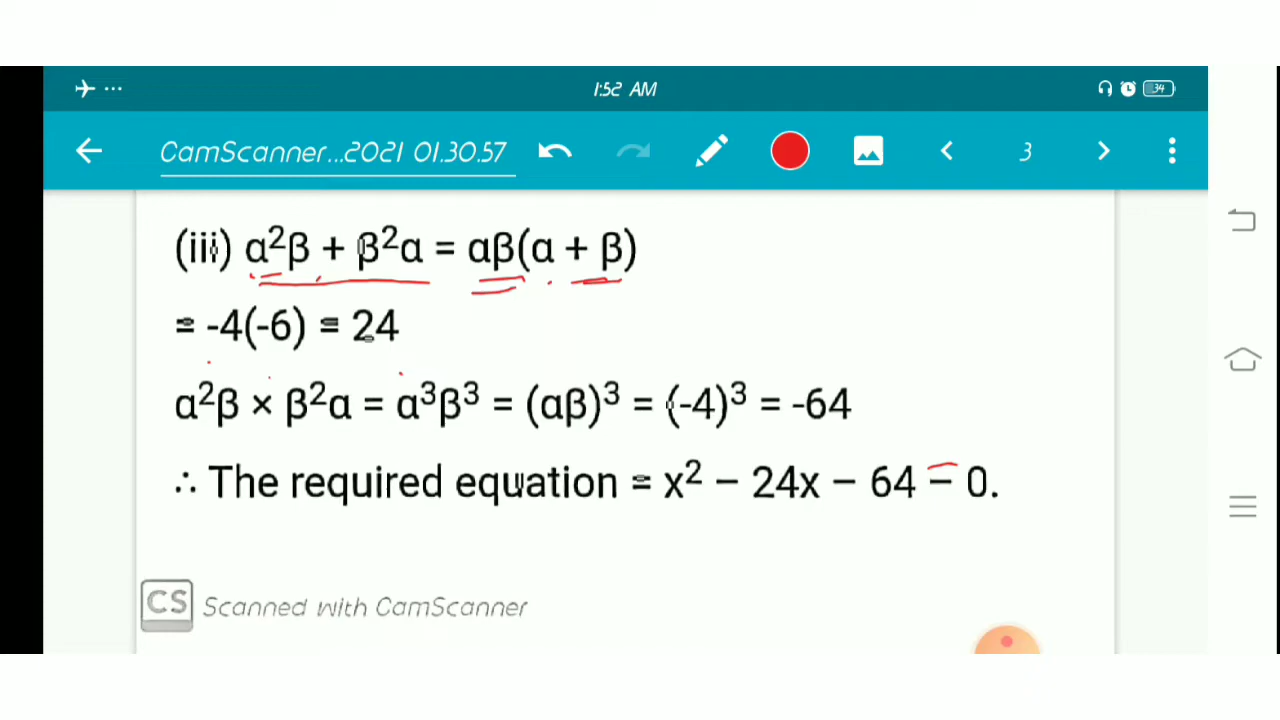 1:52 AM
34
CamScanner...2021 01.30.57
3
(iii) α²β + β²α = αβ(α + β)
= -4(-6) = 24
α²β × β²α = α³β³ = (αβ)³ = (-4)³ = -64
∴ The required equation = x² – 24x – 64 – 0.
CS Scanned with CamScanner